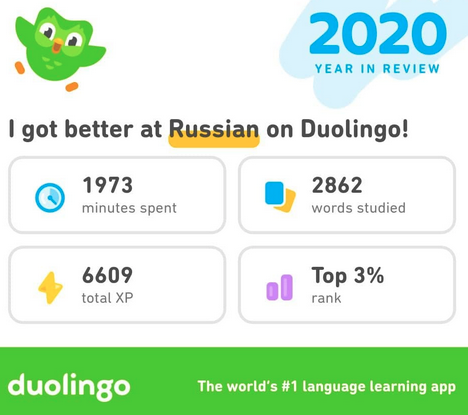 2020
YEAR IN REVIEW
I got better at Russian on Duolingo!
1973
minutes spent
2862
words studied
6609
total XP
Top 3%
rank
duolingo
The world's #1 language learning app